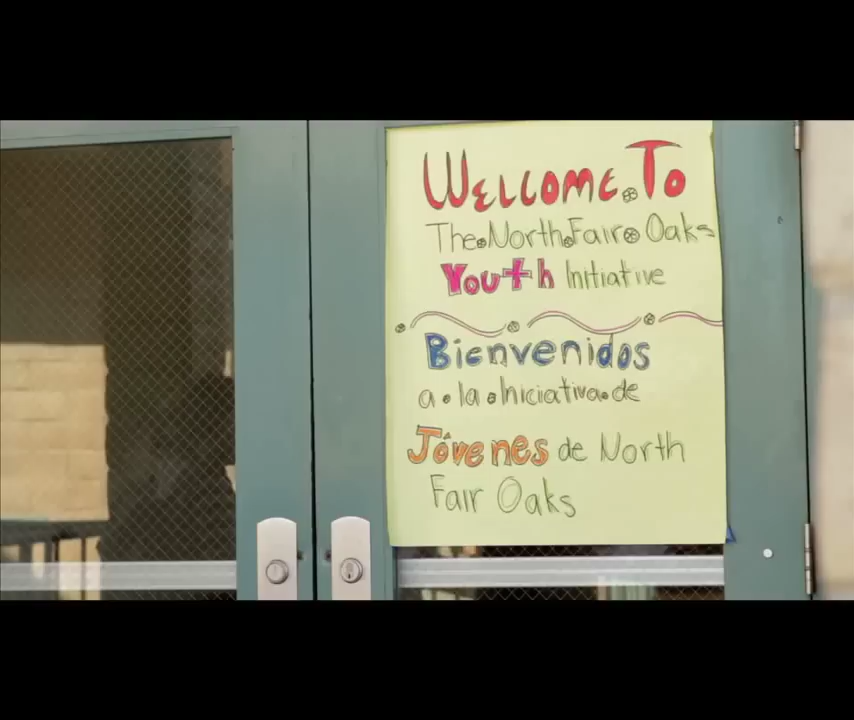 WELCOME TO
The North Fair Oaks
Youth Initiative
Bienvenidos
a la Iniciativa de
Jóvenes de North
Fair Oaks